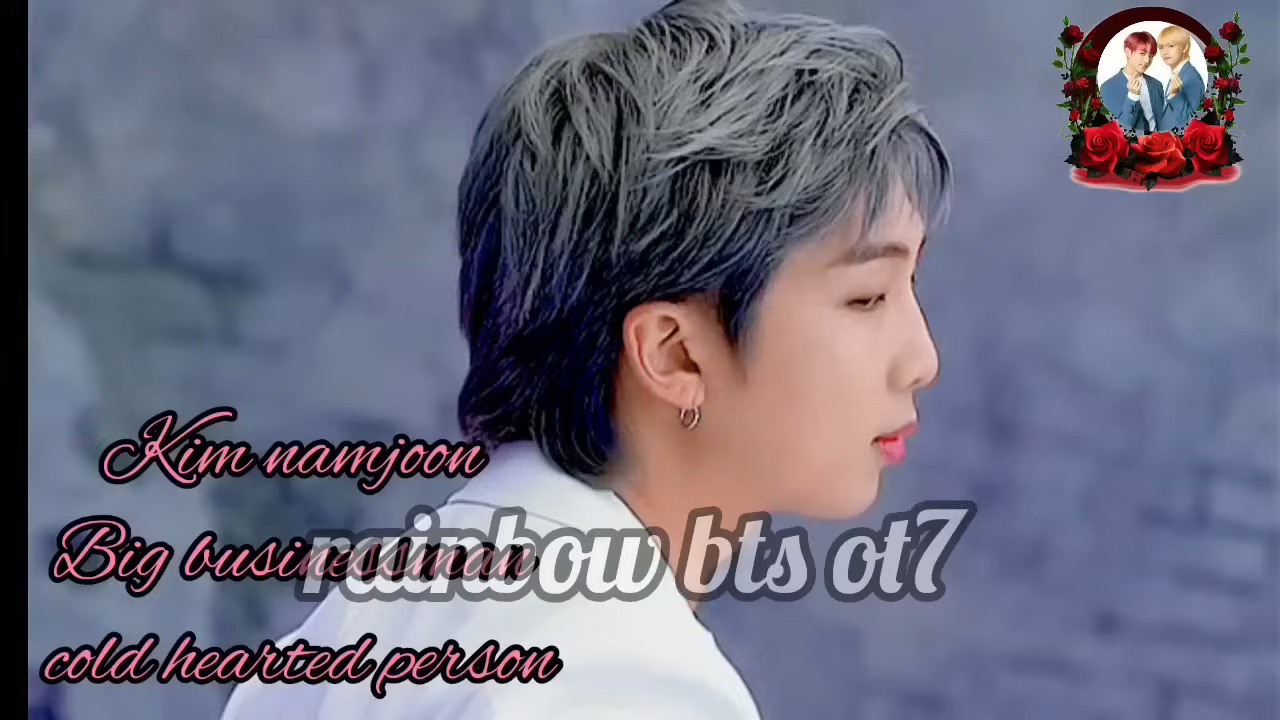 Kim namjoon
Big businessman
rainbow bts ot7
cold hearted person